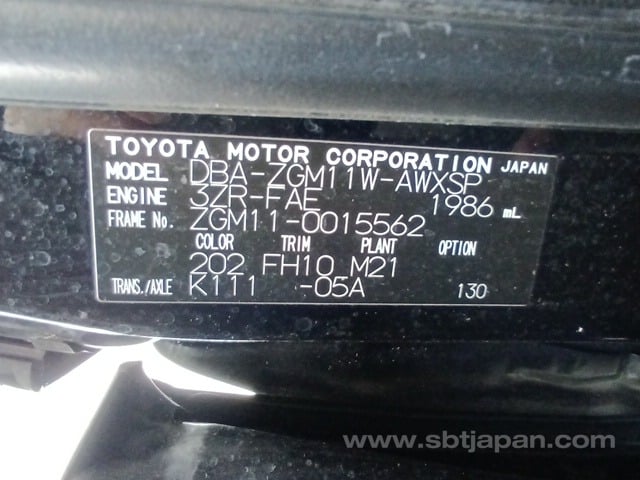 TOYOTA MOTOR CORPORATION JAPAN
MODEL DBA-ZGM11W-AWXSP
ENGINE 3ZR-FAE 1986 mL
FRAME No. ZGM11-0015562
COLOR TRIM PLANT OPTION
202 FH10 M21
TRANS./AXLE K111 -05A 130
www.sbtjapan.com